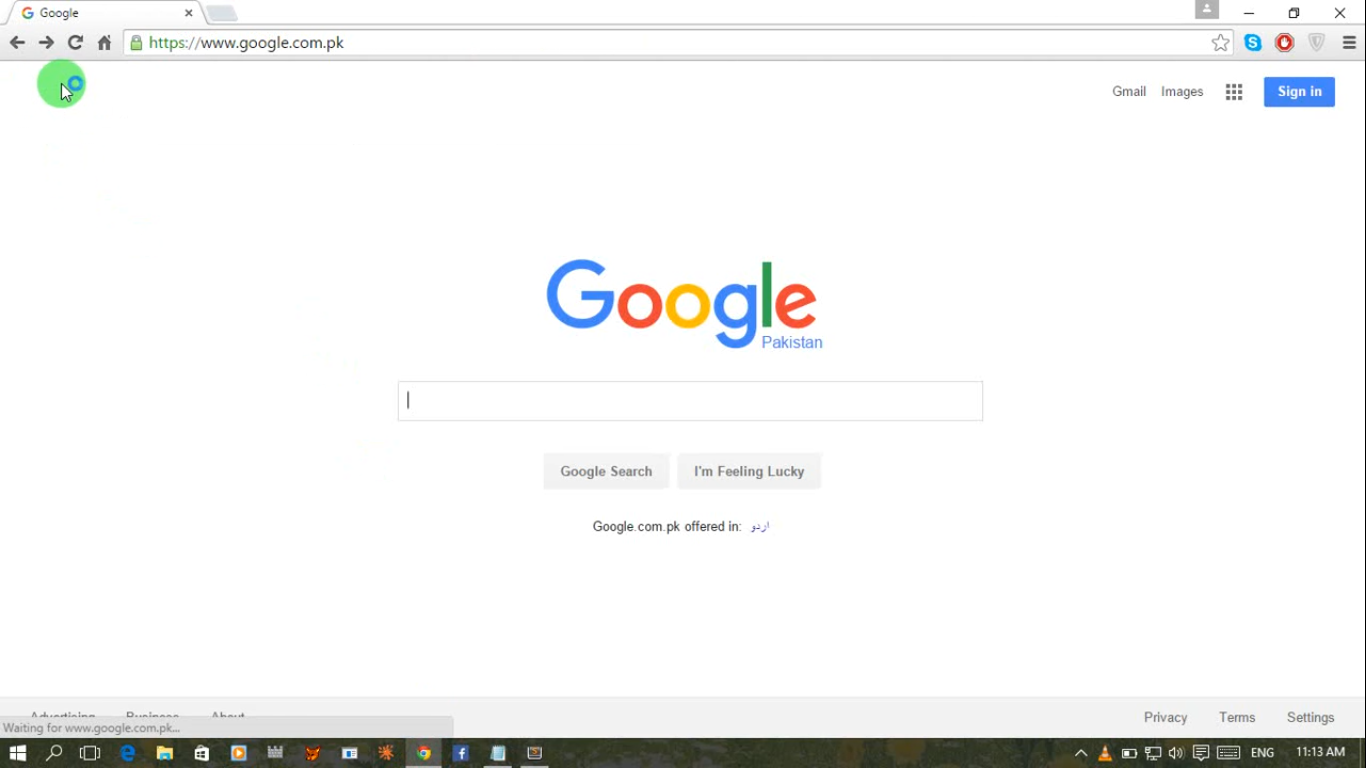 Google
https://www.google.com.pk
Gmail Images Sign in
Google
Pakistan
Google Search I'm Feeling Lucky
Google.com.pk offered in: اردو
Advertising Business About Privacy Terms Settings
Waiting for www.google.com.pk...
ENG 11:13 AM